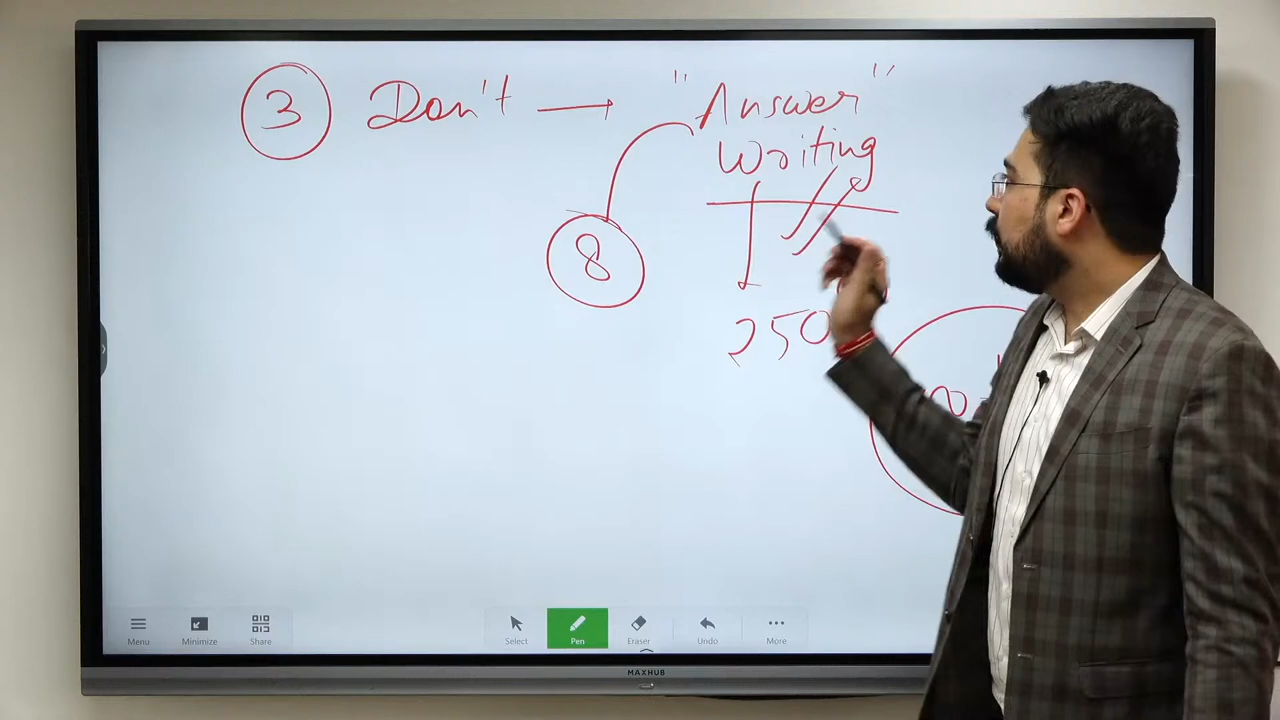 3 Don't → "Answer"
Writing
8
250
Menu Minimize Share Select Pen Eraser Undo More
MAXHUB